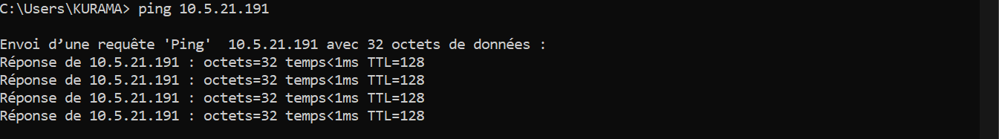 C:\Users\KURAMA> ping 10.5.21.191
Envoi d’une requête 'Ping'  10.5.21.191 avec 32 octets de données :
Réponse de 10.5.21.191 : octets=32 temps<1ms TTL=128
Réponse de 10.5.21.191 : octets=32 temps<1ms TTL=128
Réponse de 10.5.21.191 : octets=32 temps<1ms TTL=128
Réponse de 10.5.21.191 : octets=32 temps<1ms TTL=128